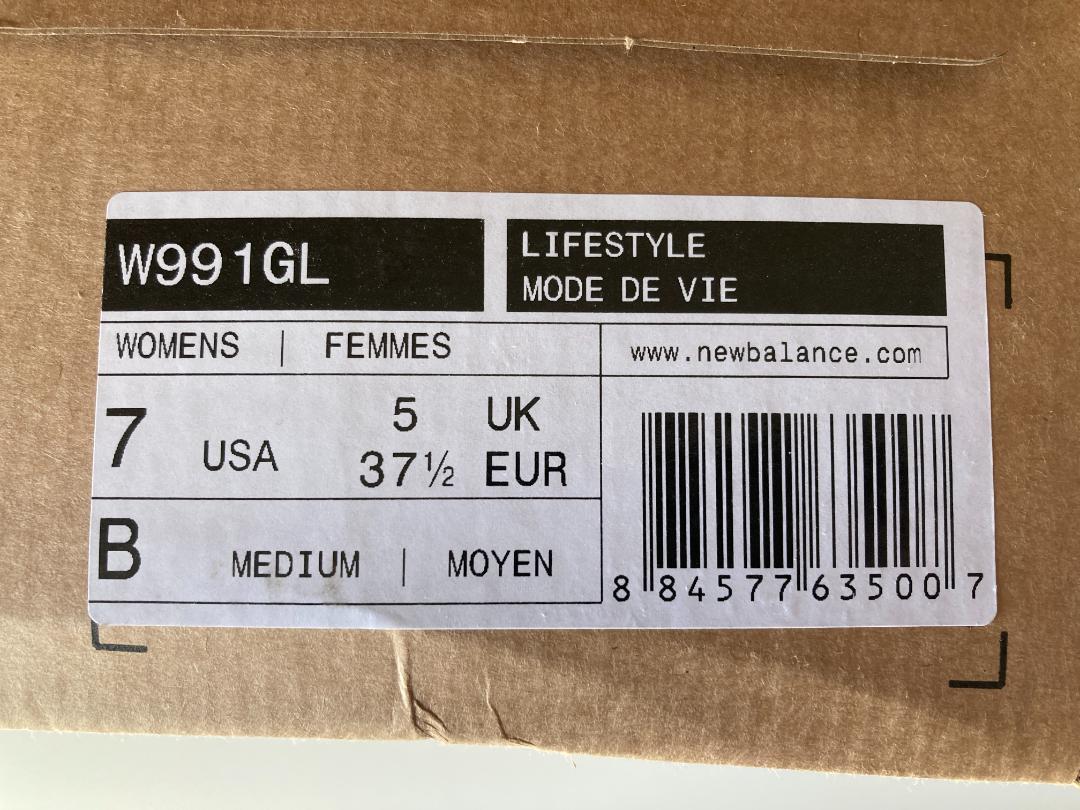 W991GL
LIFESTYLE
MODE DE VIE
WOMENS | FEMMES
www.newbalance.com
7 USA
5 UK
37½ EUR
B MEDIUM | MOYEN
8 84577 63500 7